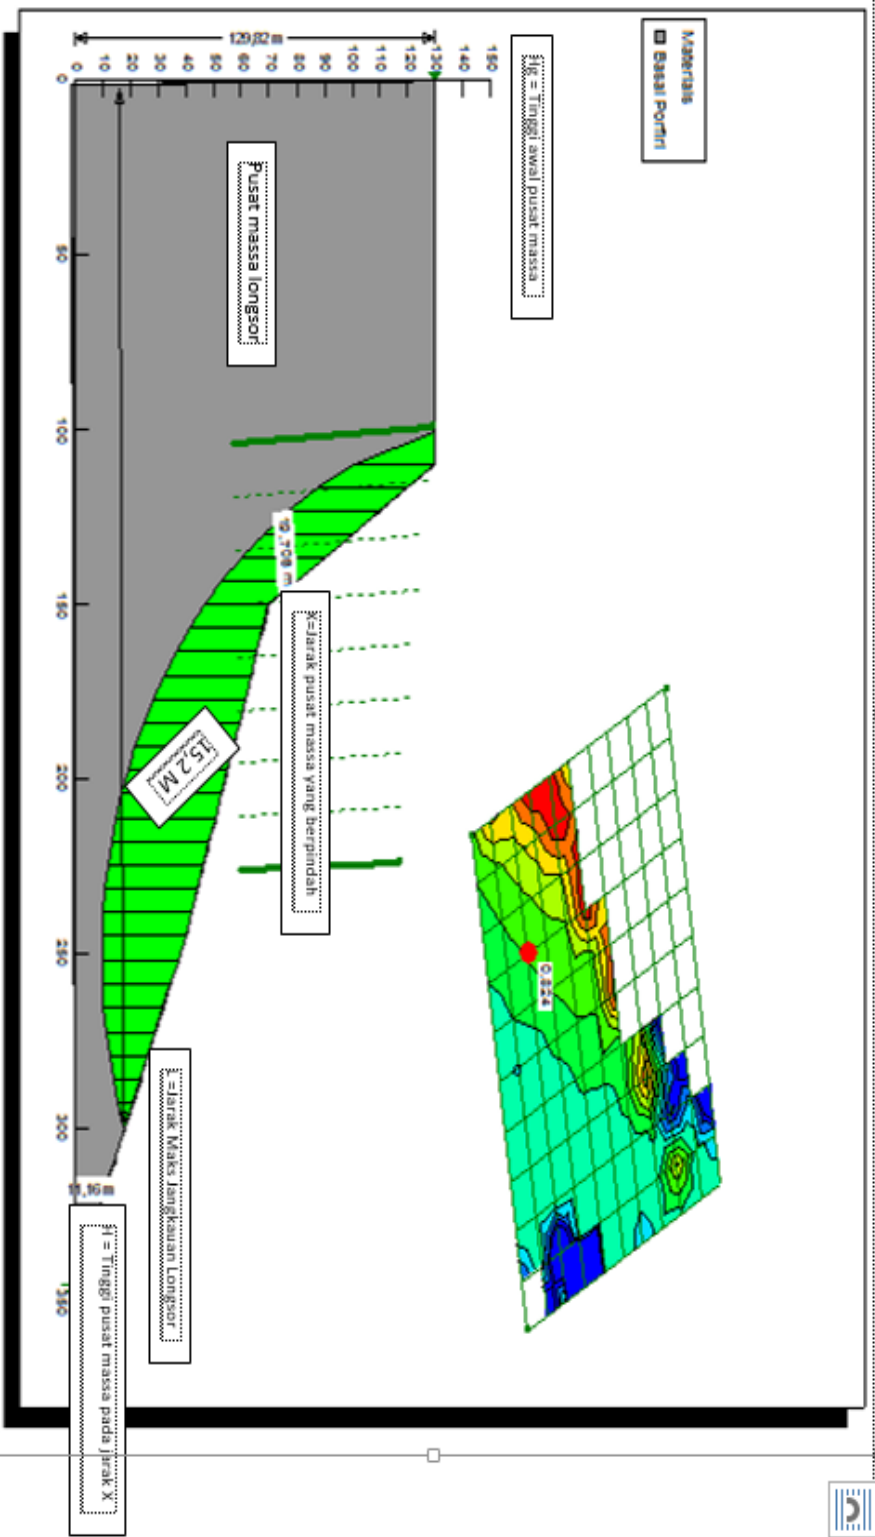 Materials
Basal Porfiri
Hg = Tinggi awal pusat massa
129,82 m
150
140
130
120
110
100
90
80
70
60
50
40
30
20
10
0
0
50
100
150
200
250
300
350
Pusat massa longsor
19.708 m
X=Jarak pusat massa yang berpindah
15,2 M
0.824
L =Jarak Maks Jangkauan Longsor
11,16 m
H = Tinggi pusat massa pada jarak X